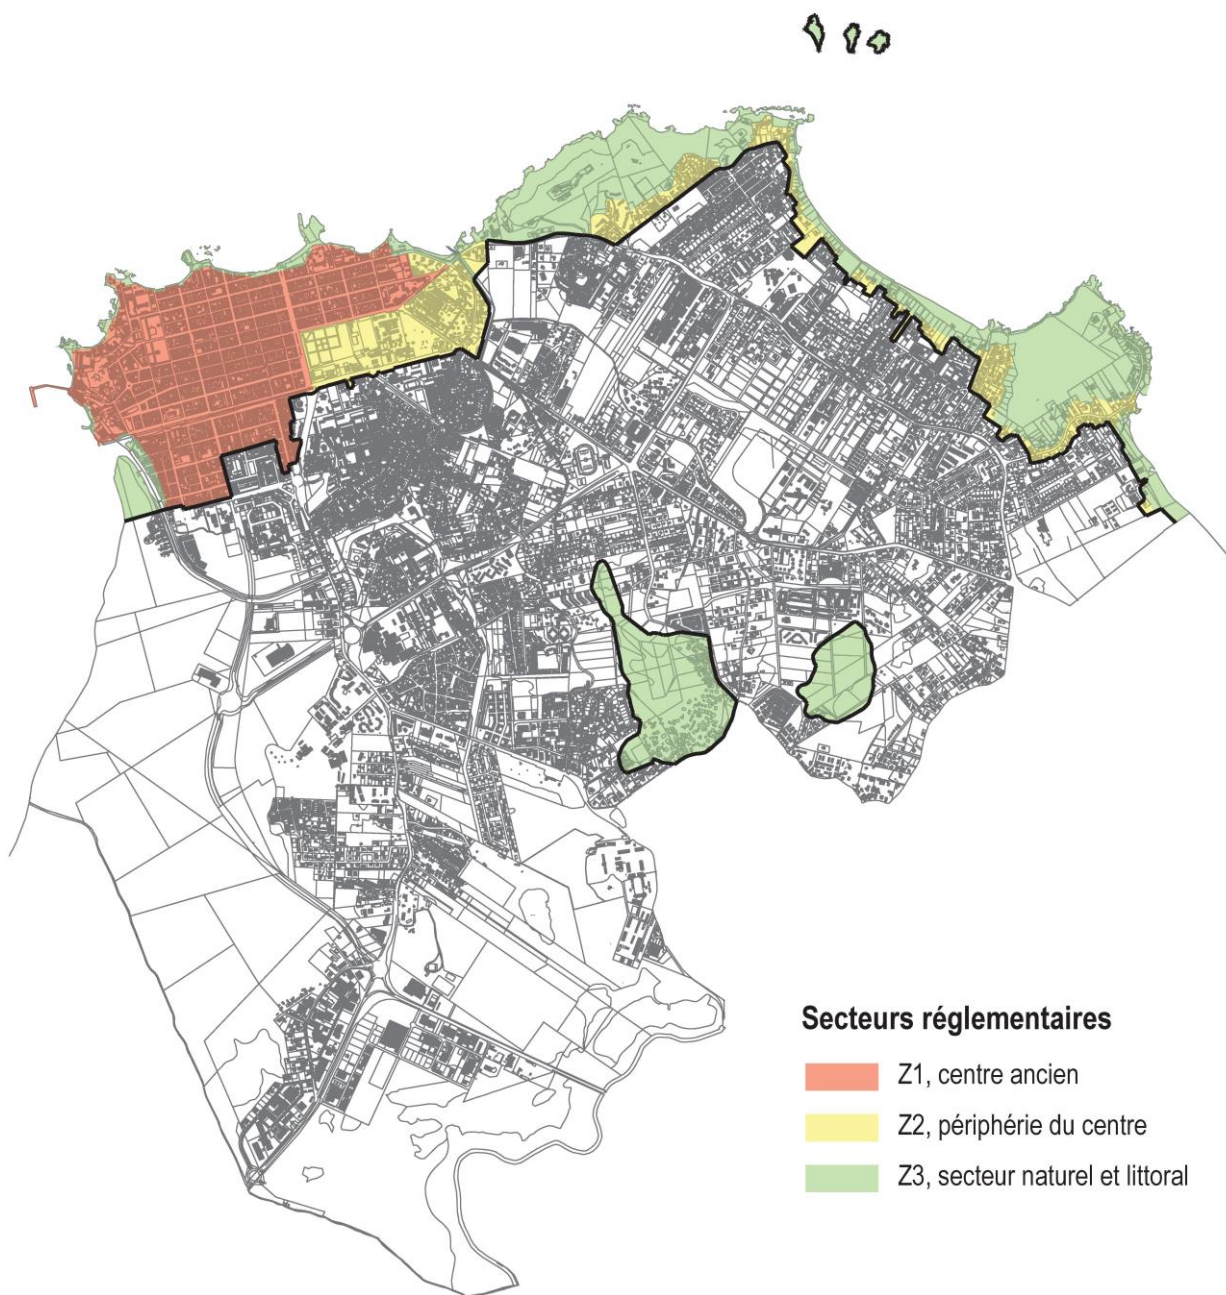 Secteurs réglementaires
Z1, centre ancien
Z2, périphérie du centre
Z3, secteur naturel et littoral